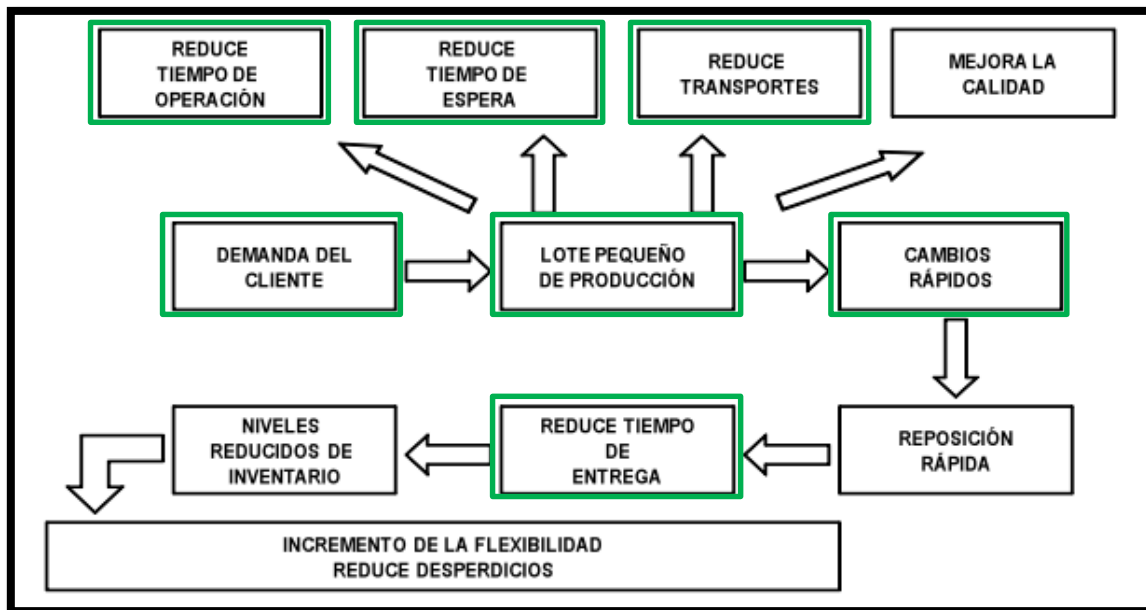 REDUCE
TIEMPO DE
OPERACIÓN
REDUCE
TIEMPO DE
ESPERA
REDUCE
TRANSPORTES
MEJORA LA
CALIDAD
DEMANDA DEL
CLIENTE
LOTE PEQUEÑO
DE PRODUCCIÓN
CAMBIOS
RÁPIDOS
REPOSICIÓN
RÁPIDA
REDUCE TIEMPO
DE
ENTREGA
NIVELES
REDUCIDOS DE
INVENTARIO
INCREMENTO DE LA FLEXIBILIDAD
REDUCE DESPERDICIOS